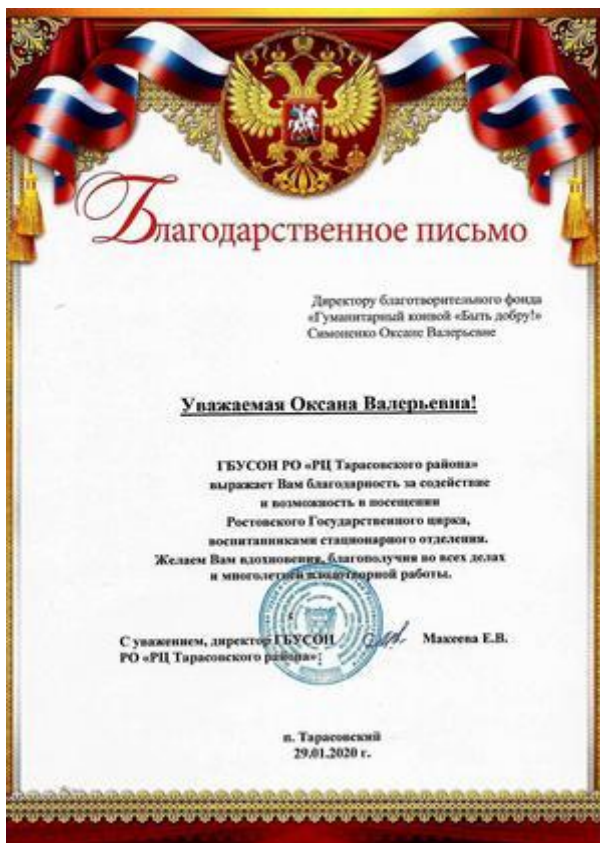 Благодарственное письмо
Директору благотворительного фонда
«Гуманитарный конвой «Быть добру!»
Симоненко Оксане Валерьевне
Уважаемая Оксана Валерьевна!
ГБУСОН РО «РЦ Тарасовского района»
выражает Вам благодарность за содействие
и возможность в посещении
Ростовского Государственного цирка,
воспитанниками стационарного отделения.
Желаем Вам вдохновения, благополучия во всех делах
и многолетней плодотворной работы.
С уважением, директор ГБУСОН Макеева Е.В.
РО «РЦ Тарасовского района»:
п. Тарасовский
29.01.2020 г.